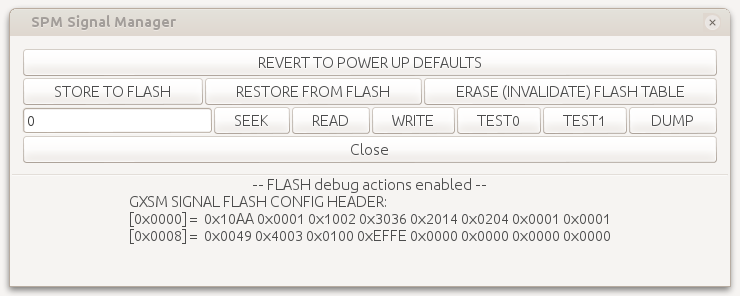 SPM Signal Manager
REVERT TO POWER UP DEFAULTS
STORE TO FLASH RESTORE FROM FLASH ERASE (INVALIDATE) FLASH TABLE
0 SEEK READ WRITE TEST0 TEST1 DUMP
Close
-- FLASH debug actions enabled --
GXSM SIGNAL FLASH CONFIG HEADER:
[0x0000] = 0x10AA 0x0001 0x1002 0x3036 0x2014 0x0204 0x0001 0x0001
[0x0008] = 0x0049 0x4003 0x0100 0xEFFE 0x0000 0x0000 0x0000 0x0000